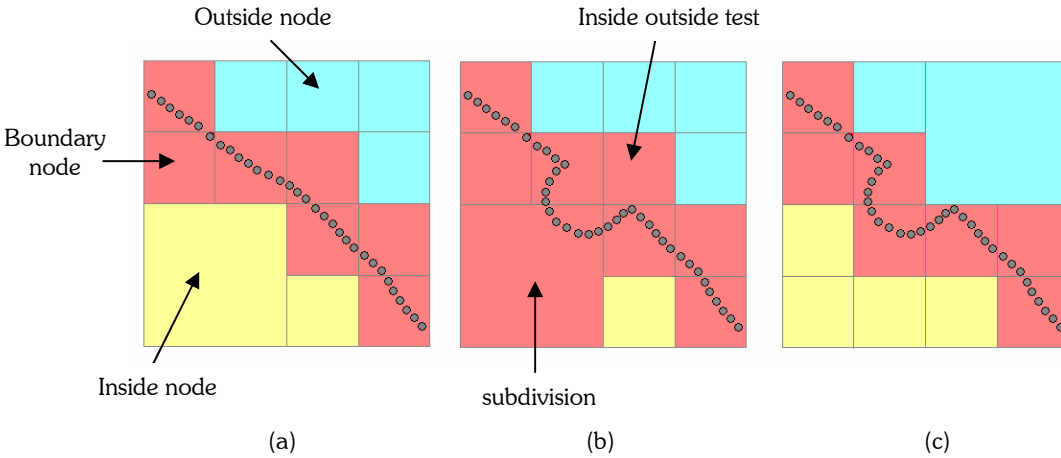 Outside node
Inside outside test
Boundary
node
Inside node
subdivision
(a)
(b)
(c)